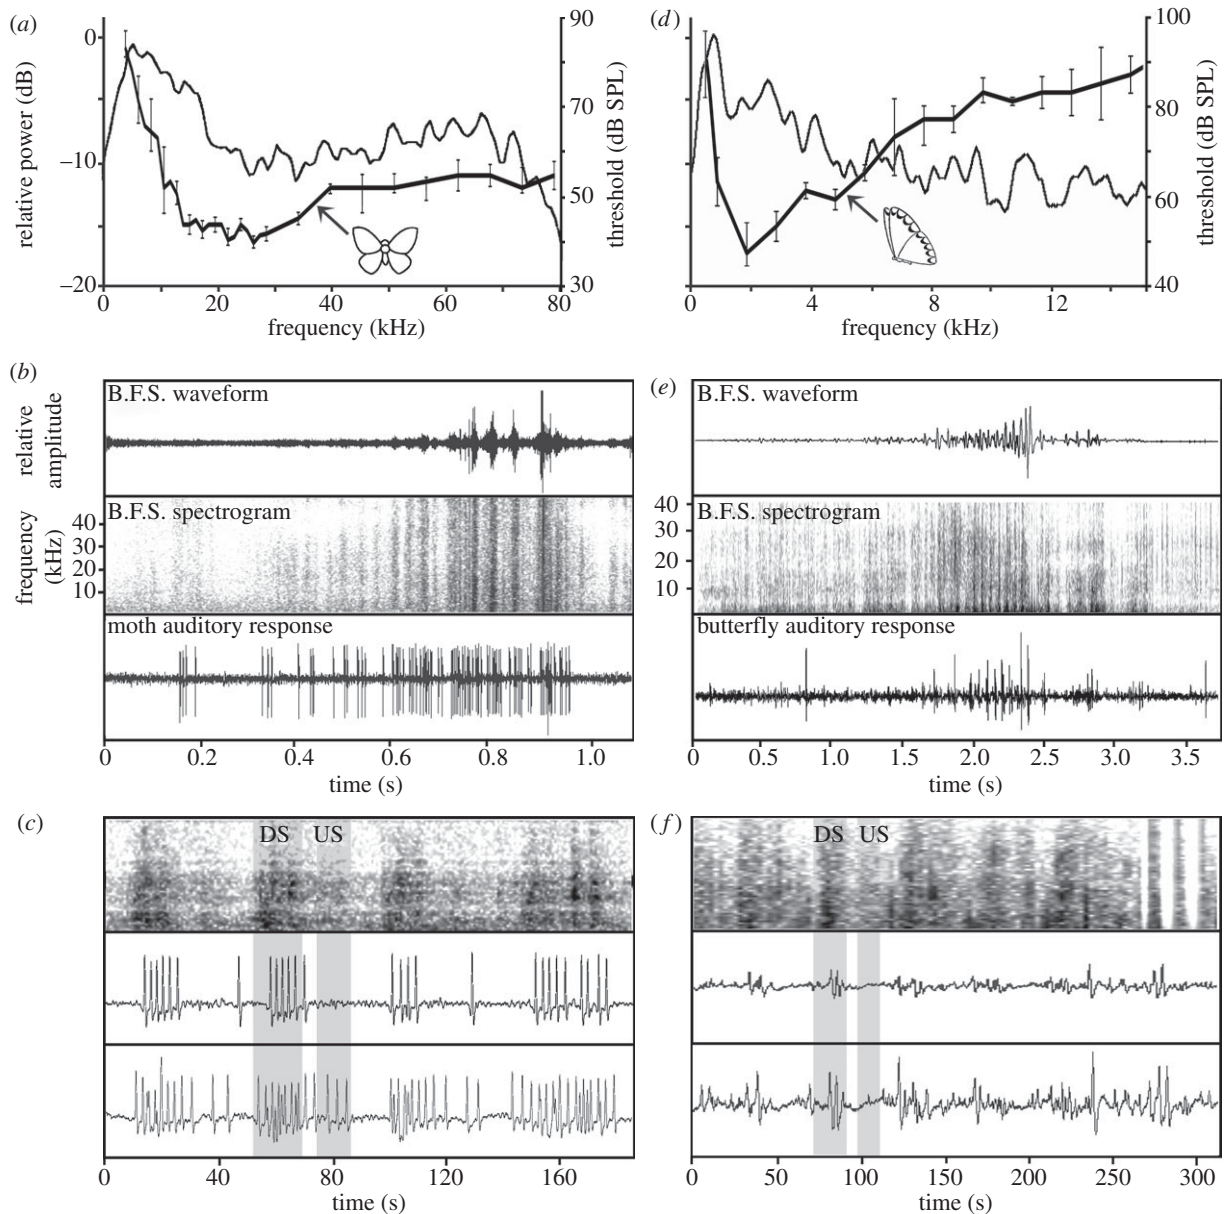 (a)
relative power (dB)
0
–10
–20
90
70
50
30
threshold (dB SPL)
0 20 40 60 80
frequency (kHz)
(d)
100
80
60
40
threshold (dB SPL)
0 4 8 12
frequency (kHz)
(b)
relative
amplitude
B.F.S. waveform
frequency
(kHz)
40
30
20
10
B.F.S. spectrogram
moth auditory response
0 0.2 0.4 0.6 0.8 1.0
time (s)
(e)
B.F.S. waveform
40
30
20
10
B.F.S. spectrogram
butterfly auditory response
0 0.5 1.0 1.5 2.0 2.5 3.0 3.5
time (s)
(c)
DS US
0 40 80 120 160
time (s)
(f)
DS US
0 50 100 150 200 250 300
time (s)